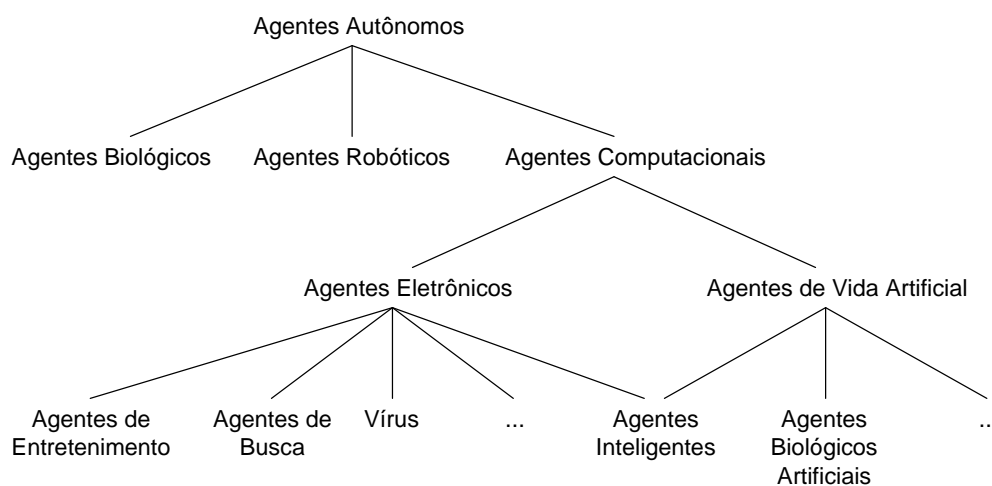 Agentes Autônomos
Agentes Biológicos Agentes Robóticos Agentes Computacionais
Agentes Eletrônicos Agentes de Vida Artificial
Agentes de Agentes de Vírus ... Agentes Agentes ..
Entretenimento Busca Inteligentes Biológicos
Artificiais